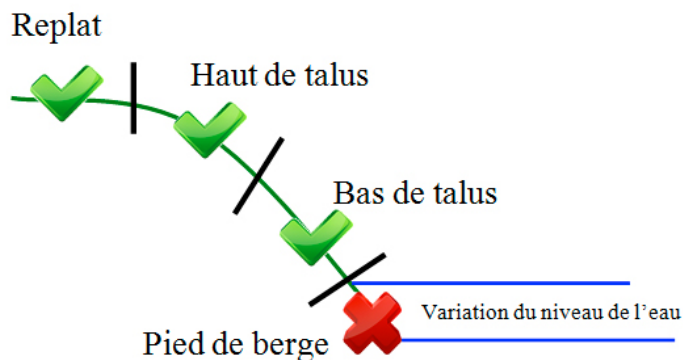 Replat
Haut de talus
Bas de talus
Variation du niveau de l’eau
Pied de berge